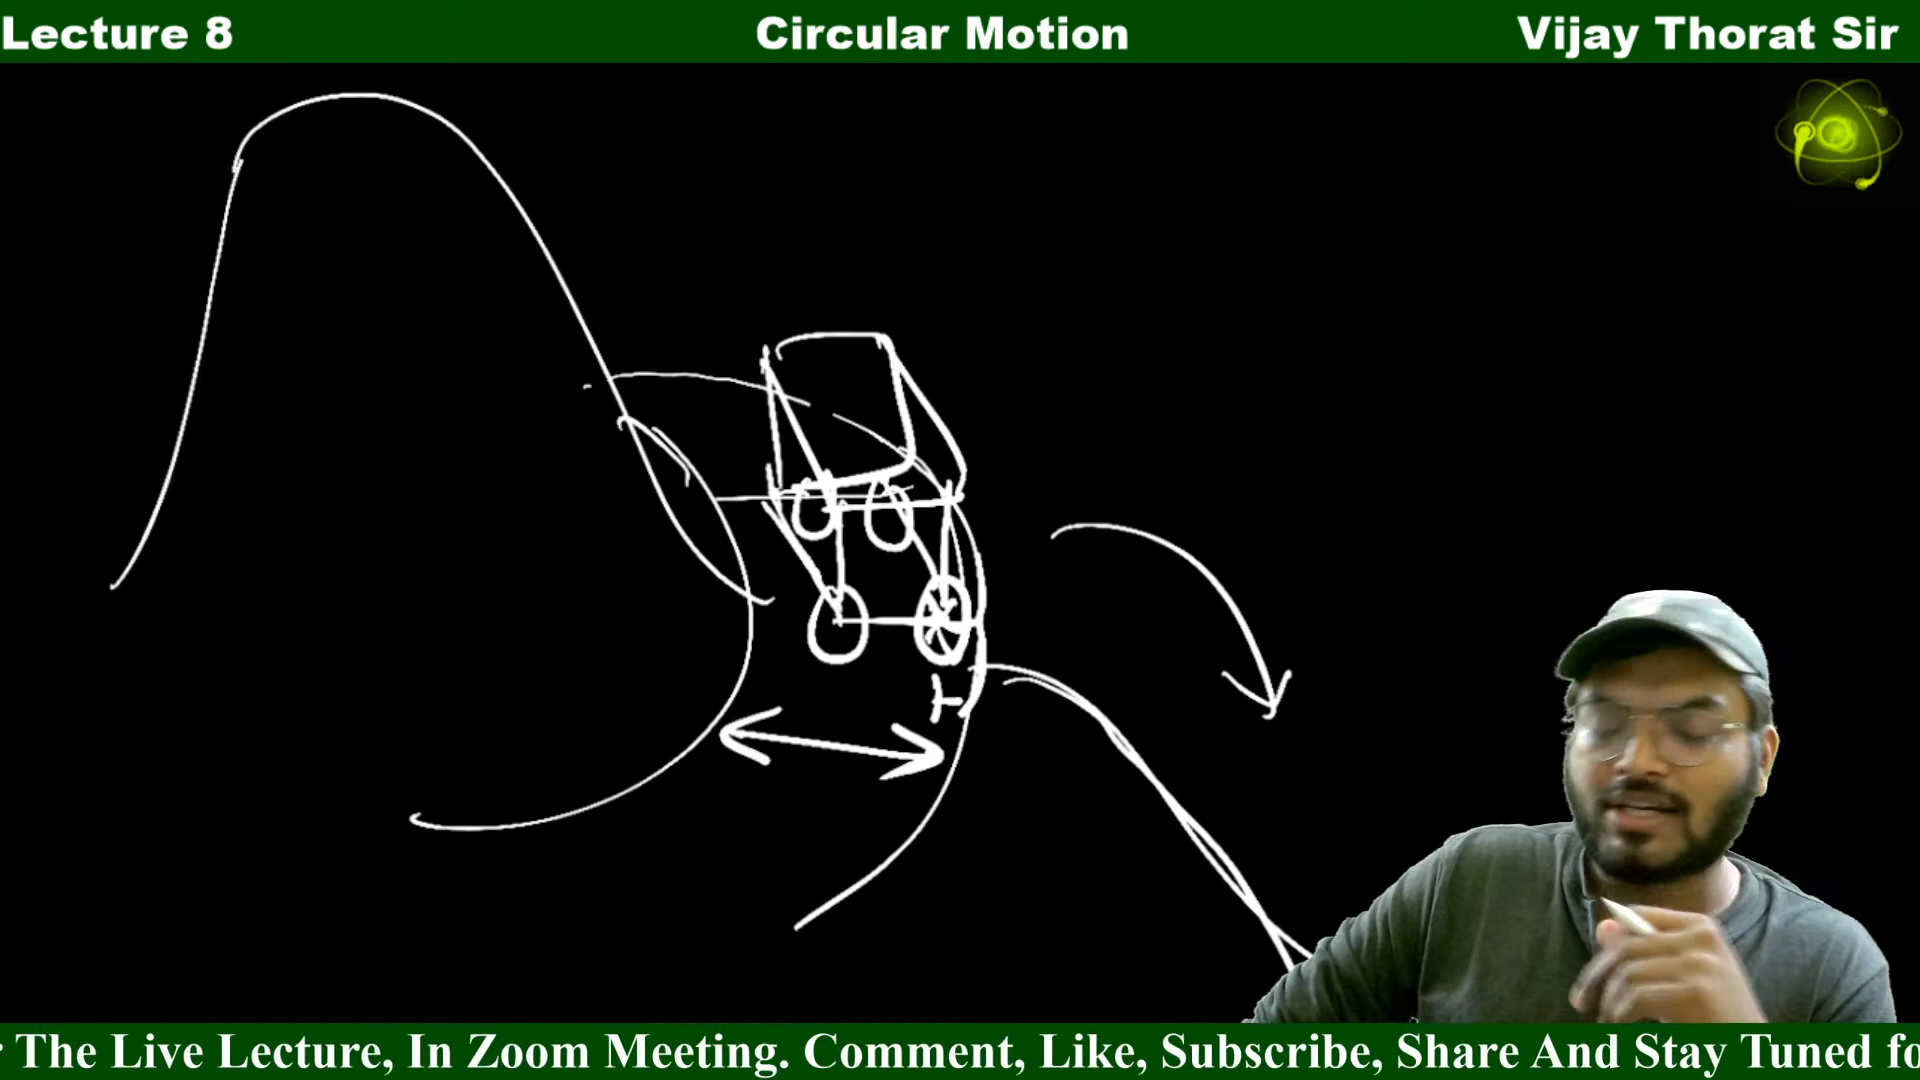 Lecture 8 Circular Motion Vijay Thorat Sir
The Live Lecture, In Zoom Meeting. Comment, Like, Subscribe, Share And Stay Tuned fo